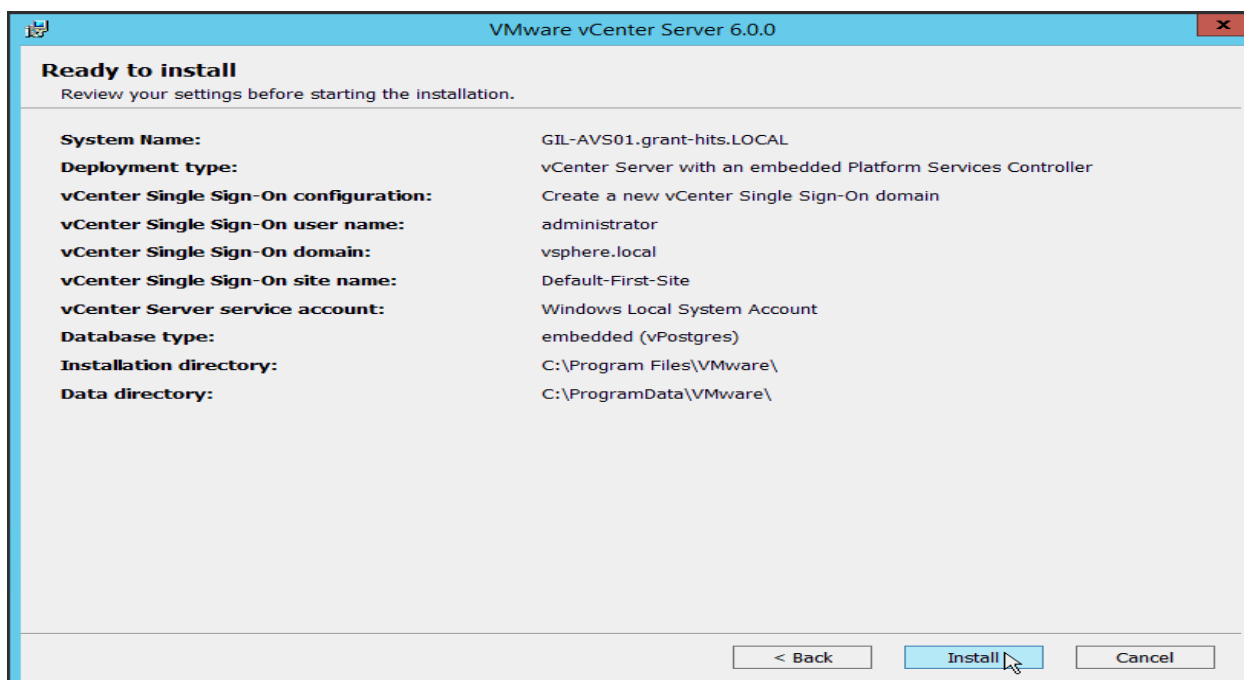 VMware vCenter Server 6.0.0
x
Ready to install
Review your settings before starting the installation.
System Name: GIL-AVS01.grant-hits.LOCAL
Deployment type: vCenter Server with an embedded Platform Services Controller
vCenter Single Sign-On configuration: Create a new vCenter Single Sign-On domain
vCenter Single Sign-On user name: administrator
vCenter Single Sign-On domain: vsphere.local
vCenter Single Sign-On site name: Default-First-Site
vCenter Server service account: Windows Local System Account
Database type: embedded (vPostgres)
Installation directory: C:\Program Files\VMware\
Data directory: C:\ProgramData\VMware\
< Back Install Cancel